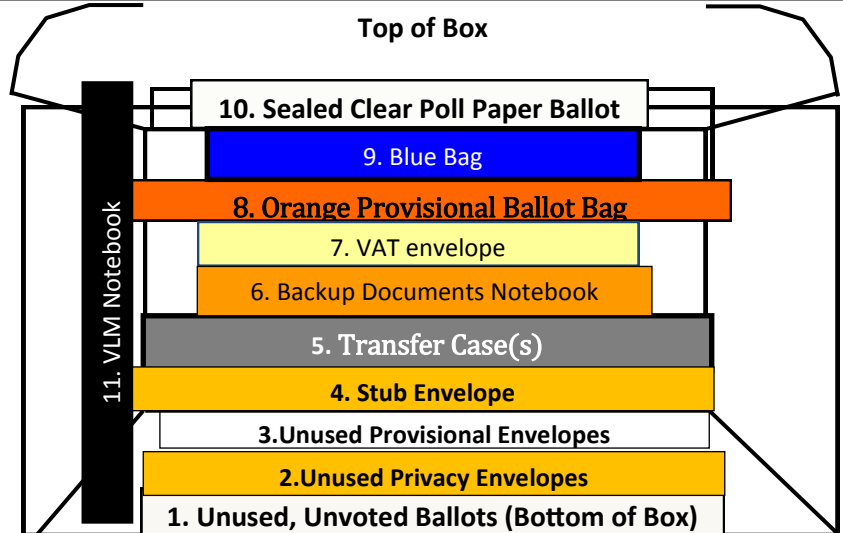 Top of Box
10. Sealed Clear Poll Paper Ballot
9. Blue Bag
8. Orange Provisional Ballot Bag
7. VAT envelope
6. Backup Documents Notebook
5. Transfer Case(s)
4. Stub Envelope
3.Unused Provisional Envelopes
2.Unused Privacy Envelopes
1. Unused, Unvoted Ballots (Bottom of Box)
11. VLM Notebook